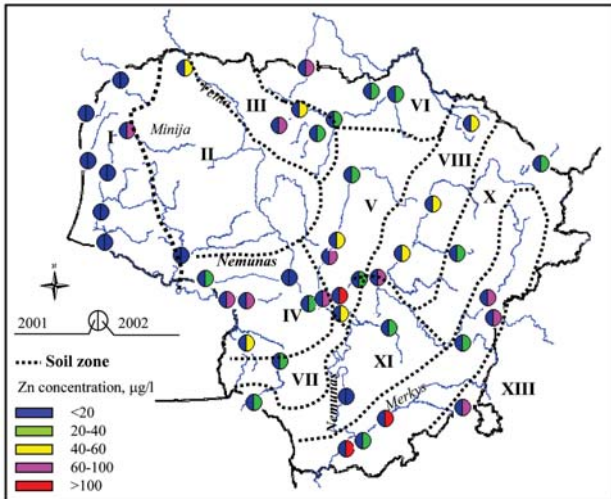 III
VI
Venta
I
Minija
VIII
II
X
V
Nemunas
2001 2002
IV
Soil zone
XI
VII
Zn concentration, µg/l
Nemunas
Merkys
XIII
<20
20-40
40-60
60-100
>100